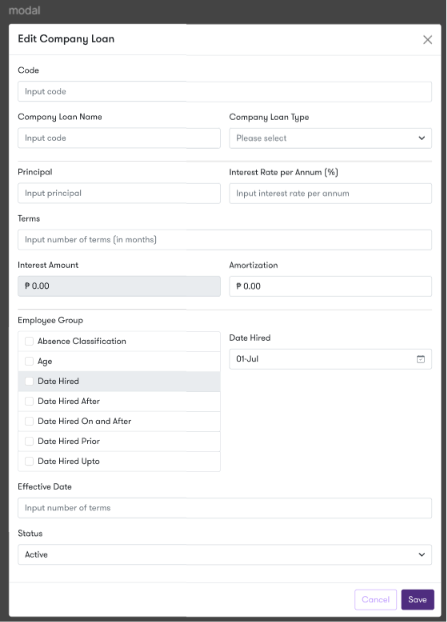 modal
Edit Company Loan
Code
Input code
Company Loan Name
Company Loan Type
Input code
Please select
Principal
Interest Rate per Annum (%)
Input principal
Input interest rate per annum
Terms
Input number of terms (in months)
Interest Amount
Amortization
₱ 0.00
₱ 0.00
Employee Group
Absence Classification
Age
Date Hired
Date Hired After
Date Hired On and After
Date Hired Prior
Date Hired Upto
Date Hired
01-Jul
Effective Date
Input number of terms
Status
Active
Cancel
Save